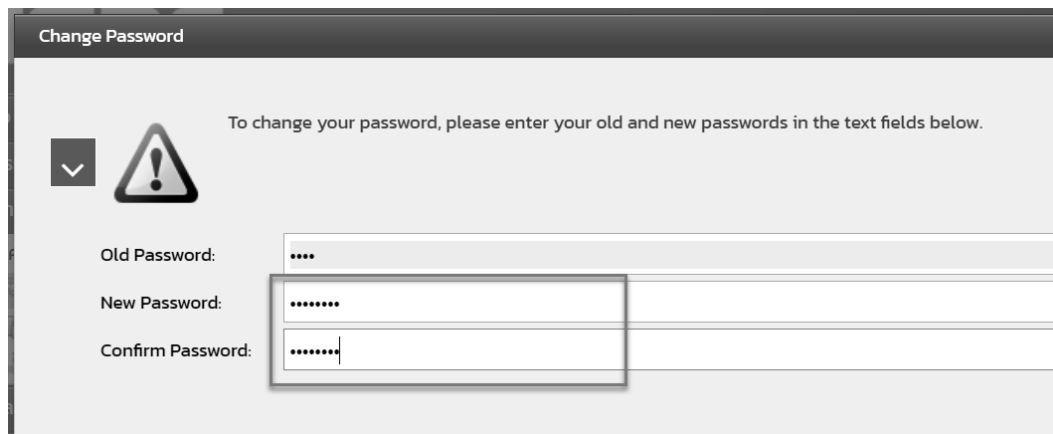 Change Password
To change your password, please enter your old and new passwords in the text fields below.
Old Password: ••••
New Password: ••••••••
Confirm Password: ••••••••